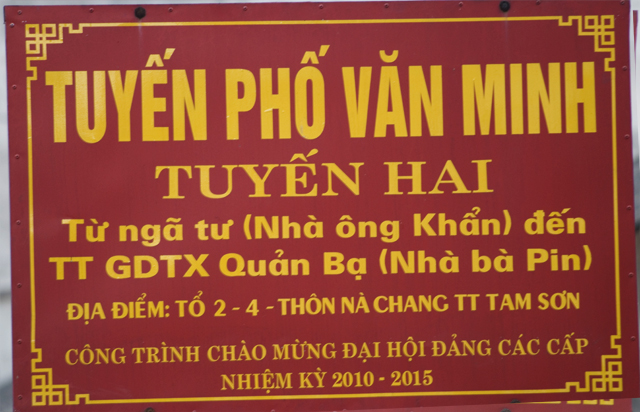 TUYẾN PHỐ VĂN MINH
TUYẾN HAI
Từ ngã tư (Nhà ông Khẩn) đến
TT GDTX Quản Bạ (Nhà bà Pin)
ĐỊA ĐIỂM: TỔ 2 - 4 - THÔN NÀ CHANG TT TAM SƠN
CÔNG TRÌNH CHÀO MỪNG ĐẠI HỘI ĐẢNG CÁC CẤP
NHIỆM KỲ 2010 - 2015